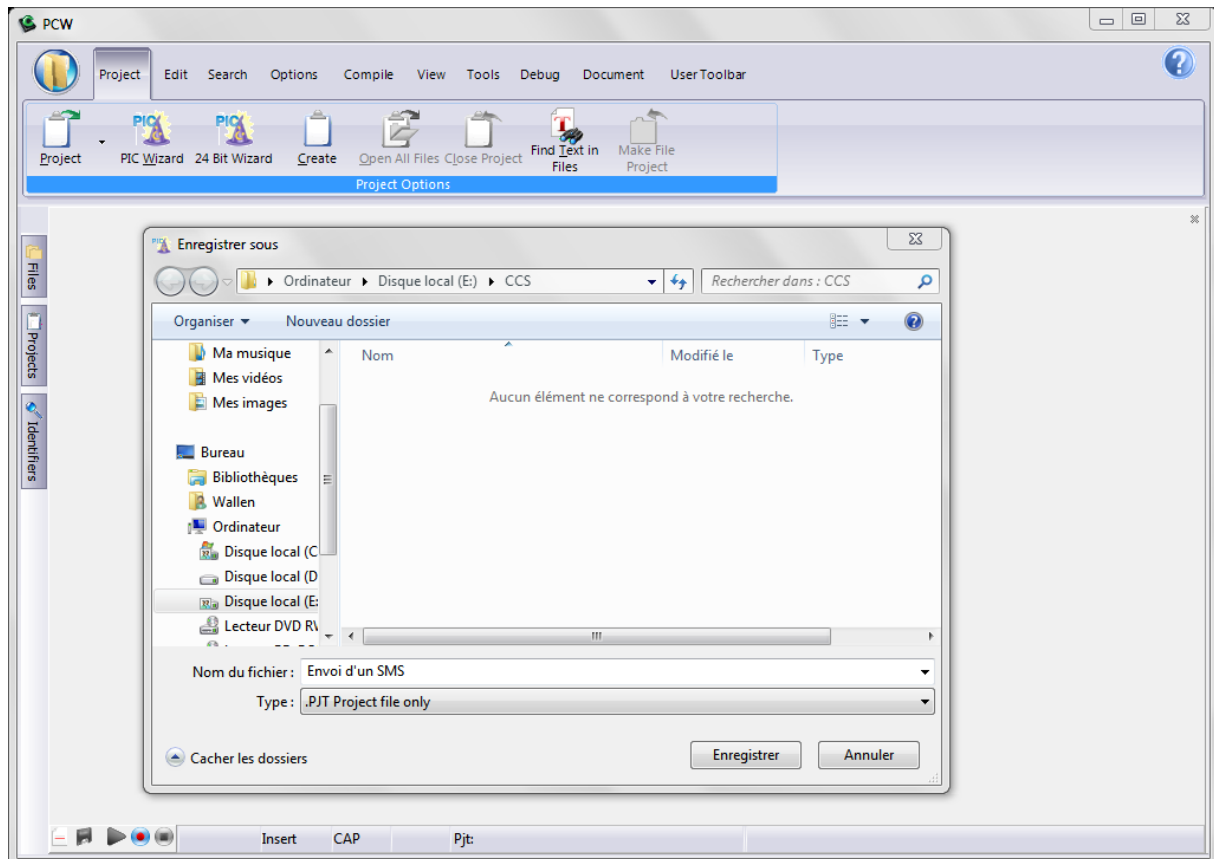 PCW
Project Edit Search Options Compile View Tools Debug Document User Toolbar
Project PIC Wizard 24 Bit Wizard Create Open All Files Close Project Find Text in Files Make File Project
Project Options
Files
Projects
Identifiers
Enregistrer sous
Ordinateur Disque local (E:) CCS Rechercher dans : CCS
Organiser Nouveau dossier
Nom Modifié le Type
Ma musique
Mes vidéos
Mes images
Aucun élément ne correspond à votre recherche.
Bureau
Bibliothèques
Wallen
Ordinateur
Disque local (C
Disque local (D
Disque local (E:
Lecteur DVD RV
Nom du fichier : Envoi d'un SMS
Type : .PJT Project file only
Cacher les dossiers Enregistrer Annuler
Insert CAP Pjt: